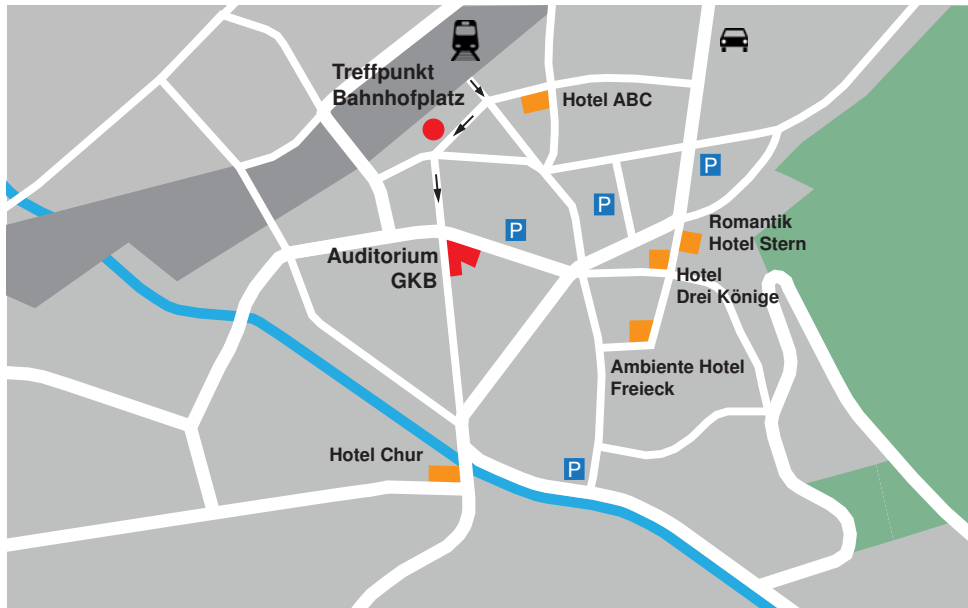 Treffpunkt
Bahnhofplatz
Hotel ABC
P
P
P
Romantik
Hotel Stern
Auditorium
GKB
Hotel
Drei Könige
Ambiente Hotel
Freieck
Hotel Chur
P